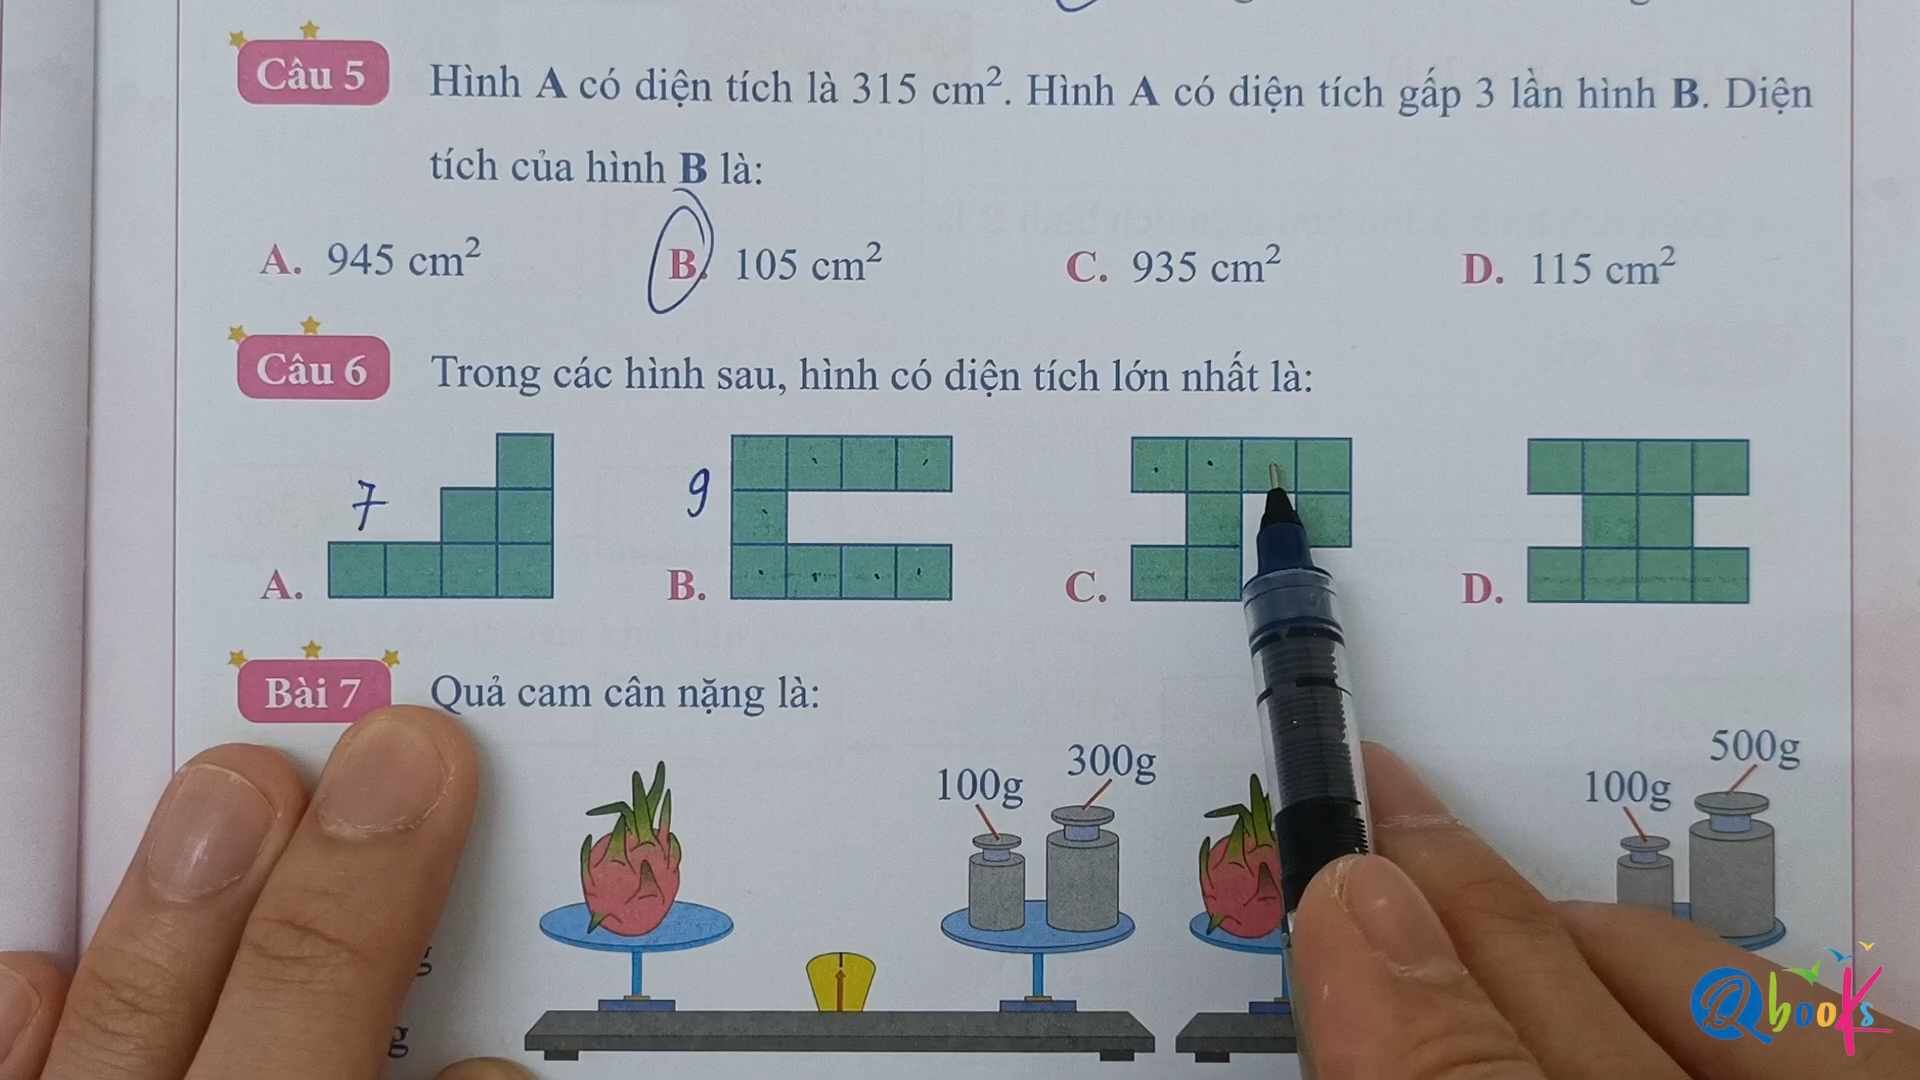 Câu 5 Hình A có diện tích là 315 cm². Hình A có diện tích gấp 3 lần hình B. Diện
tích của hình B là:
A. 945 cm² B. 105 cm² C. 935 cm² D. 115 cm²
Câu 6 Trong các hình sau, hình có diện tích lớn nhất là:
7 9
A. B. C. D.
Bài 7 Quả cam cân nặng là:
100g 300g 100g 500g
g
g
Qbooks